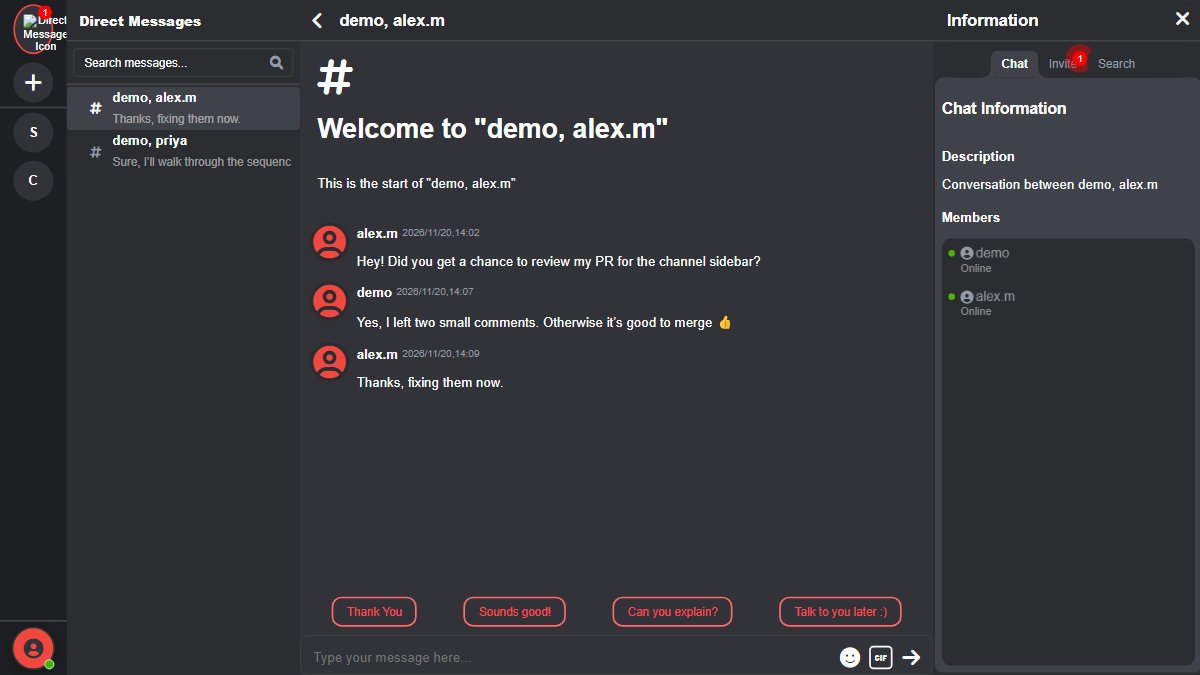 Direct
Message
Icon
1
S
C
Direct Messages
Search messages...
demo, alex.m
Thanks, fixing them now.
demo, priya
Sure, I'll walk through the sequenc
demo, alex.m
#
Welcome to "demo, alex.m"
This is the start of "demo, alex.m"
alex.m 2026/11/20,14:02
Hey! Did you get a chance to review my PR for the channel sidebar?
demo 2026/11/20,14:07
Yes, I left two small comments. Otherwise it’s good to merge 👍
alex.m 2026/11/20,14:09
Thanks, fixing them now.
Thank You
Sounds good!
Can you explain?
Talk to you later :)
Type your message here...
GIF
Information
Chat
Invite
1
Search
Chat Information
Description
Conversation between demo, alex.m
Members
demo
Online
alex.m
Online